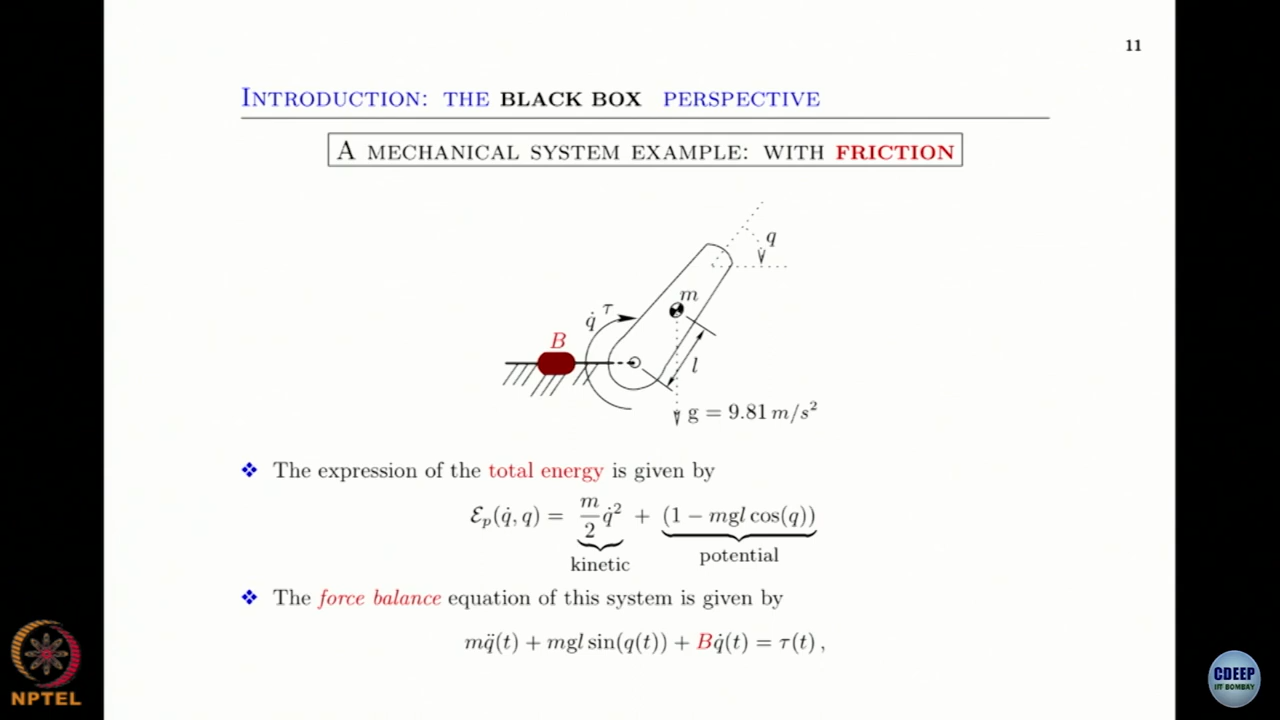 11
INTRODUCTION: THE BLACK BOX PERSPECTIVE
A MECHANICAL SYSTEM EXAMPLE: WITH FRICTION
q
m
τ
q̇
B
l
g = 9.81 m/s²
❖ The expression of the total energy is given by
ℰₚ(q̇, q) = m/2 q̇² + (1 − mgl cos(q))
kinetic
potential
❖ The force balance equation of this system is given by
mq̈(t) + mgl sin(q(t)) + Bq̇(t) = τ(t) ,
NPTEL
CDEEP
IIT BOMBAY